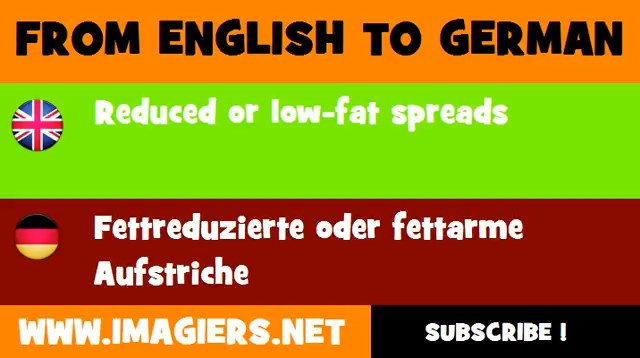 FROM ENGLISH TO GERMAN
Reduced or low-fat spreads
Fettreduzierte oder fettarme
Aufstriche
WWW.IMAGIERS.NET
SUBSCRIBE !